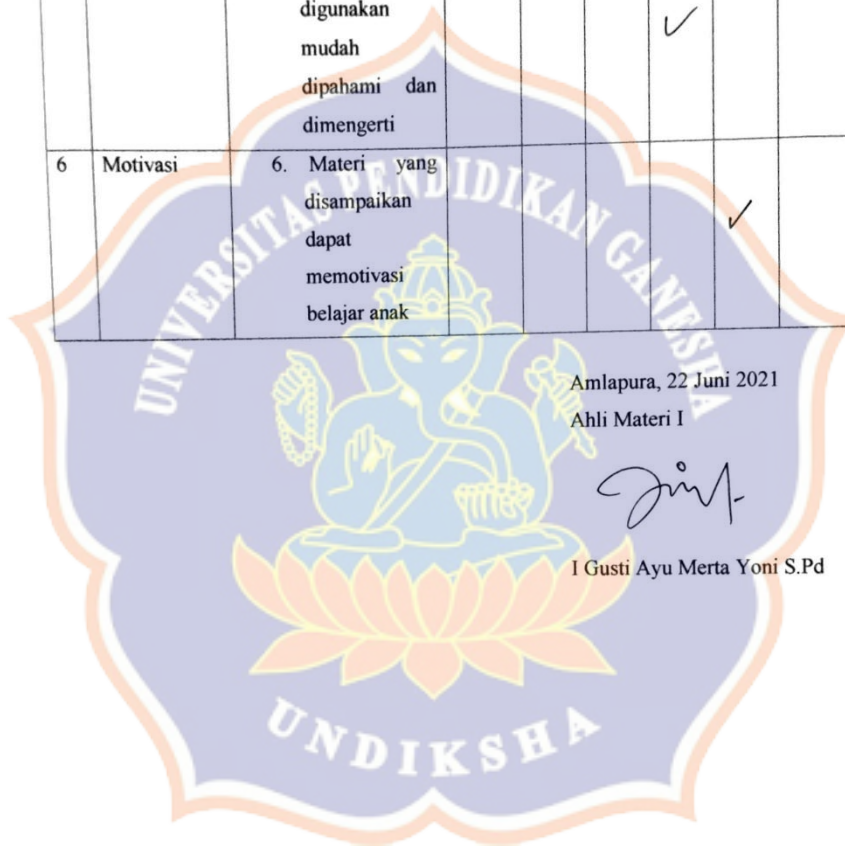 digunakan
mudah
dipahami dan
dimengerti
✓
6 Motivasi 6. Materi yang
disampaikan
dapat
memotivasi
belajar anak
✓
UNIVERSITAS PENDIDIKAN GANESHA
Amlapura, 22 Juni 2021
Ahli Materi I
I Gusti Ayu Merta Yoni S.Pd
UNDIKSHA